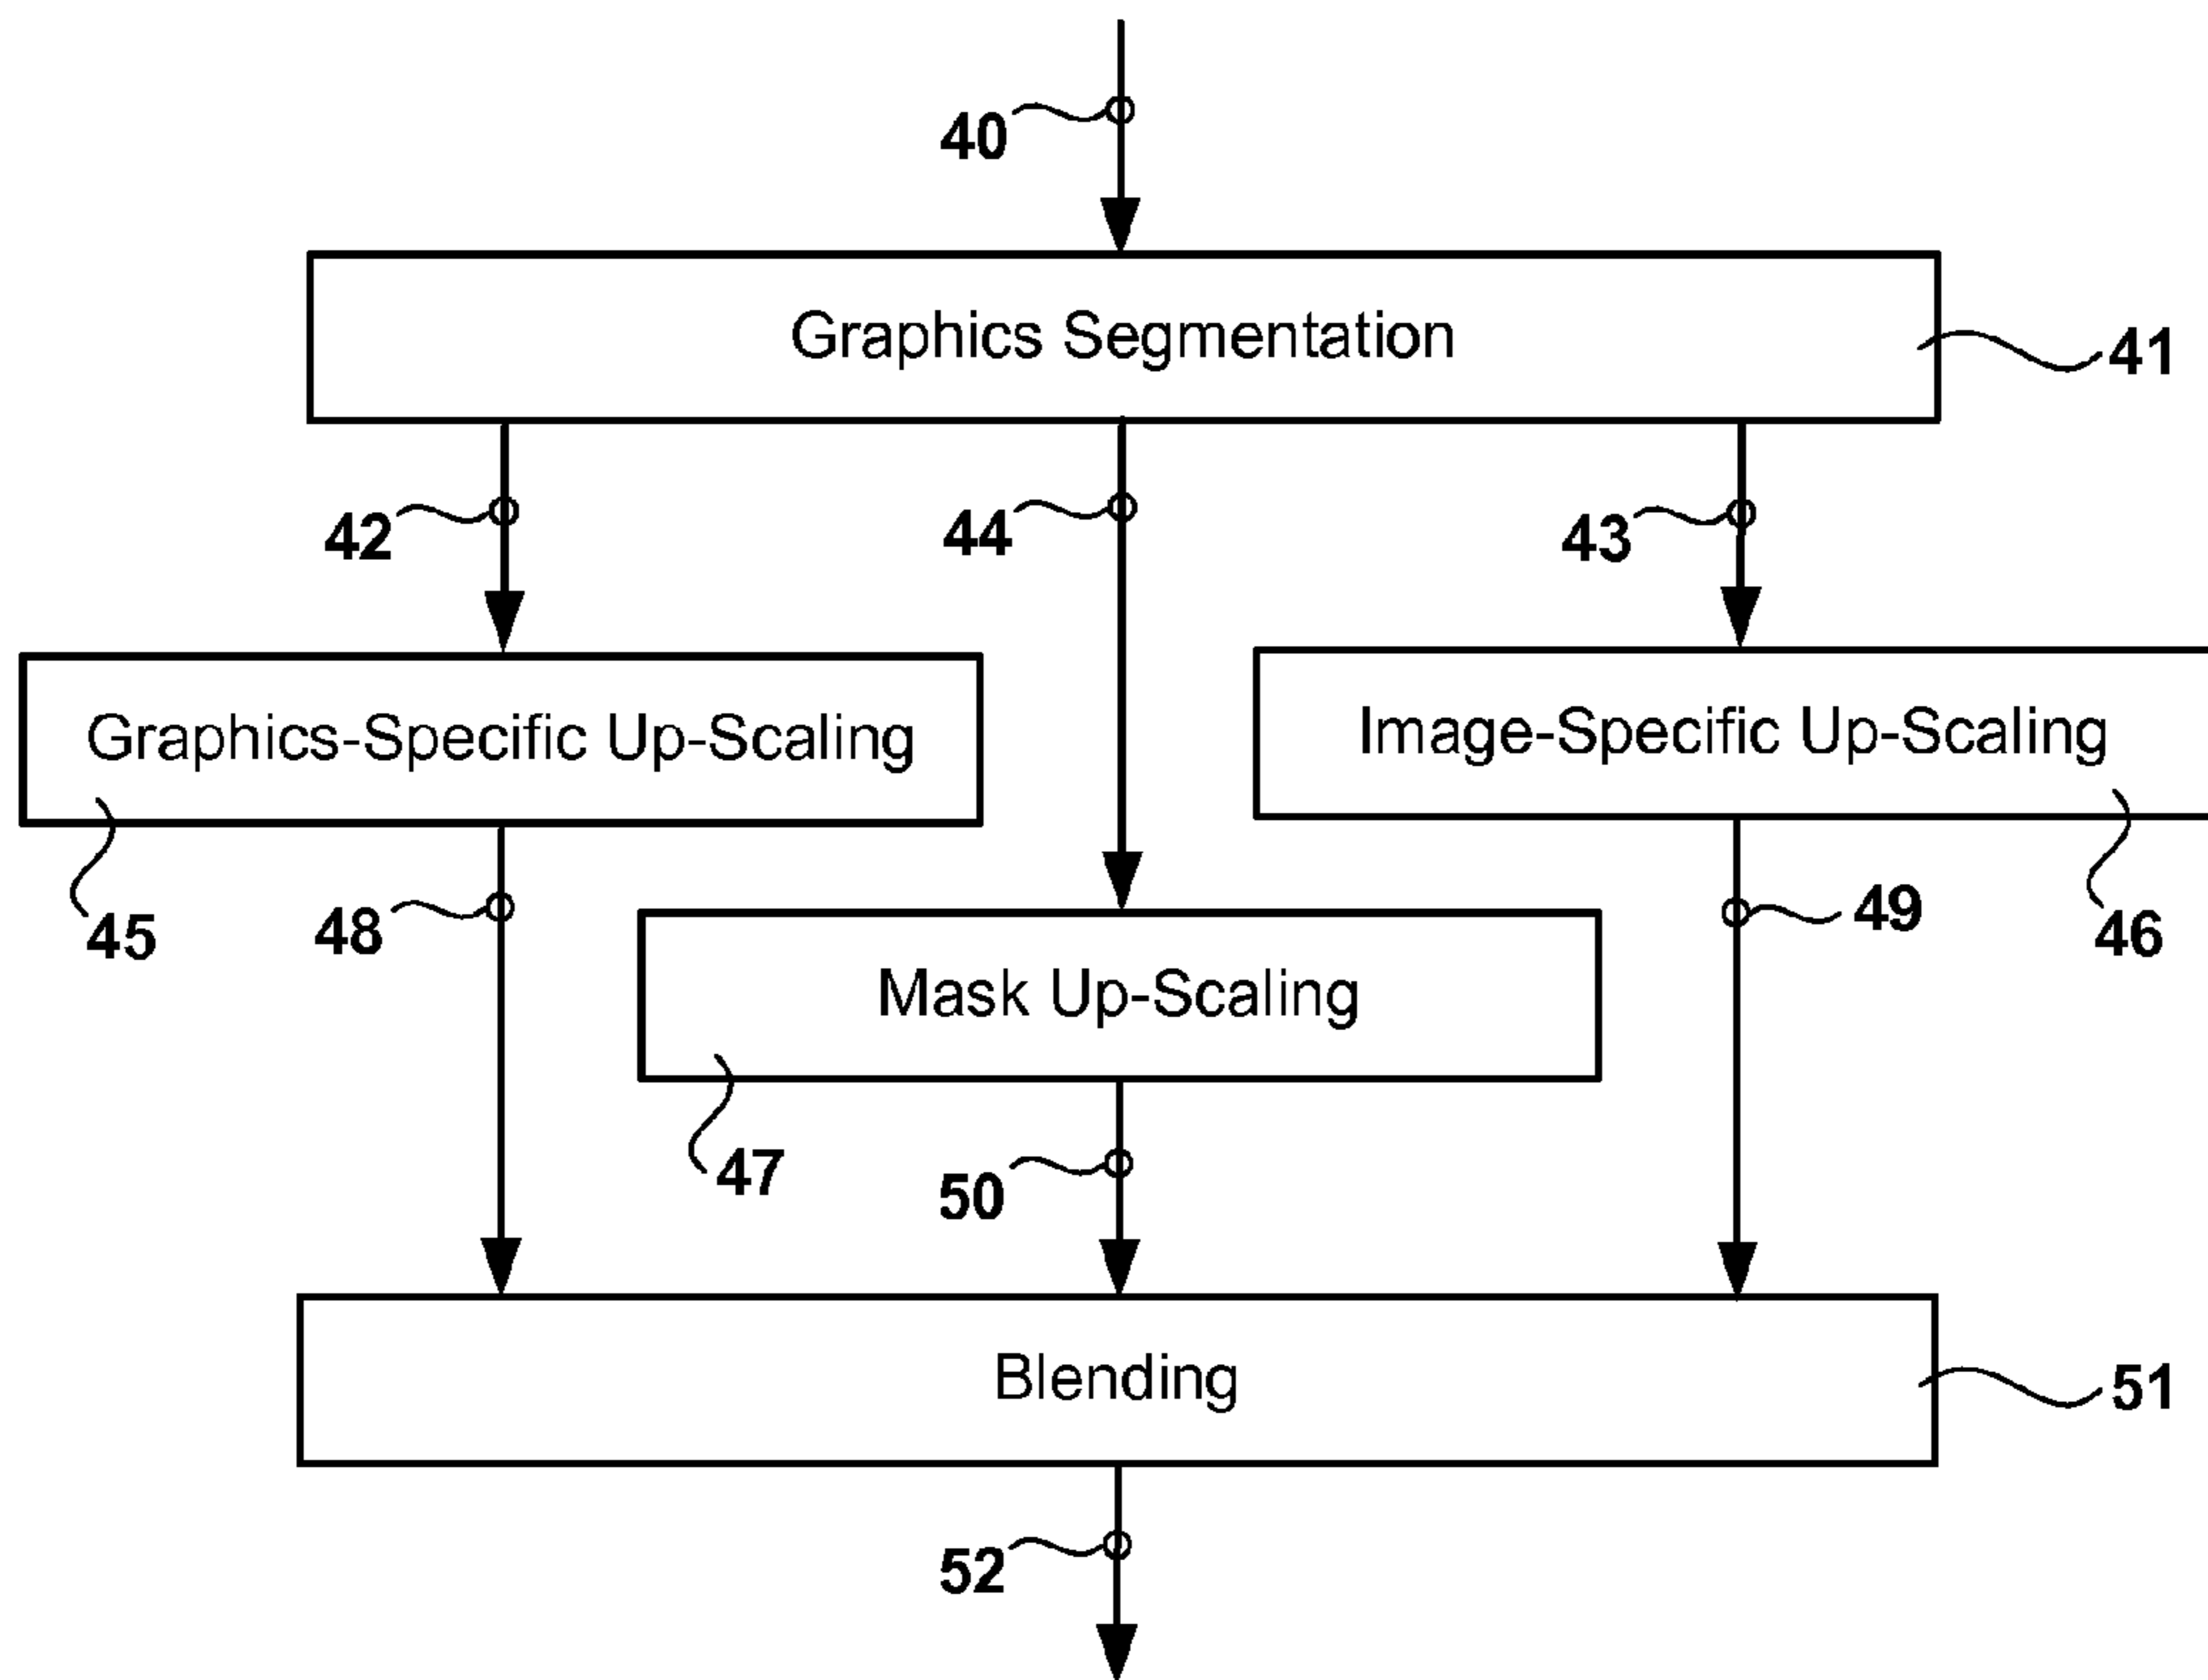 40
Graphics Segmentation
41
42
44
43
Graphics-Specific Up-Scaling
Image-Specific Up-Scaling
45
48
49
46
Mask Up-Scaling
47
50
Blending
51
52